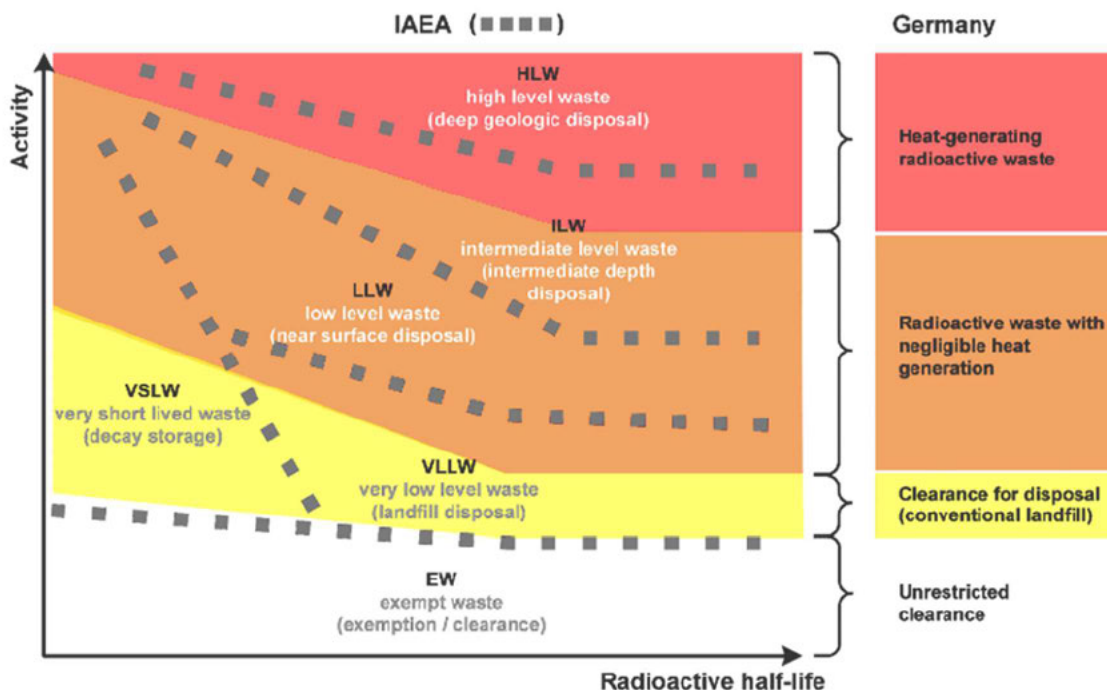 IAEA ( )
Germany
Activity
HLW
high level waste
(deep geologic disposal)
Heat-generating
radioactive waste
ILW
intermediate level waste
(intermediate depth
disposal)
LLW
low level waste
(near surface disposal)
Radioactive waste with
negligible heat
generation
VSLW
very short lived waste
(decay storage)
VLLW
very low level waste
(landfill disposal)
Clearance for disposal
(conventional landfill)
EW
exempt waste
(exemption / clearance)
Unrestricted
clearance
Radioactive half-life